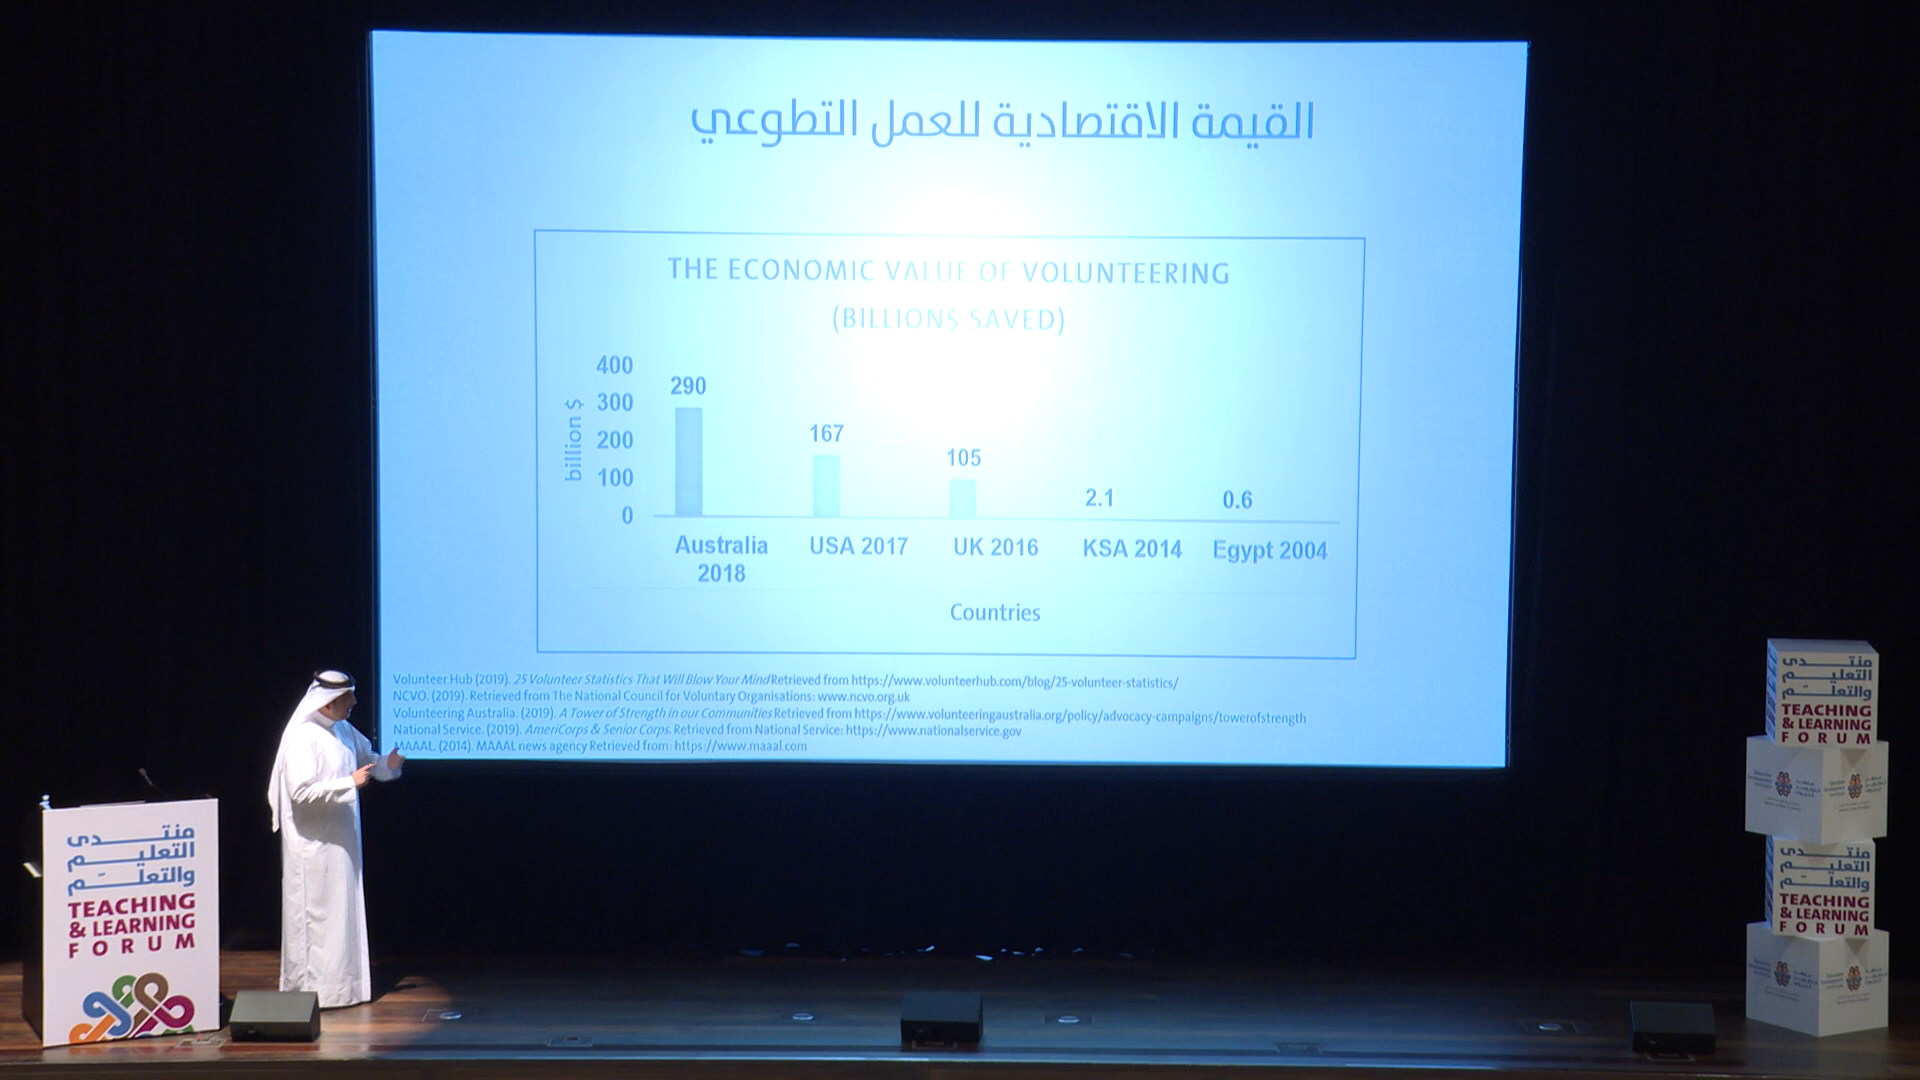 القيمة الاقتصادية للعمل التطوعي
THE ECONOMIC VALUE OF VOLUNTEERING
(BILLION$ SAVED)
billion $
400
300
200
100
0
290
167
105
2.1
0.6
Australia 2018
USA 2017
UK 2016
KSA 2014
Egypt 2004
Countries
Volunteer Hub (2019). 25 Volunteer Statistics That Will Blow Your Mind Retrieved from https://www.volunteerhub.com/blog/25-volunteer-statistics/
NCVO. (2019). Retrieved from The National Council for Voluntary Organisations: www.ncvo.org.uk
Volunteering Australia. (2019). A Tower of Strength in our Communities Retrieved from https://www.volunteeringaustralia.org/policy/advocacy-campaigns/towerofstrength
National Service. (2019). AmeriCorps & Senior Corps. Retrieved from National Service: https://www.nationalservice.gov
MAAAL. (2014). MAAAL news agency Retrieved from: https://www.maaal.com
منتدى
التعليم
والتعلّم
TEACHING
& LEARNING
FORUM
منتدى
التعليم
والتعلّم
TEACHING
& LEARNING
FORUM
منتدى
التعليم
والتعلّم
TEACHING
& LEARNING
FORUM